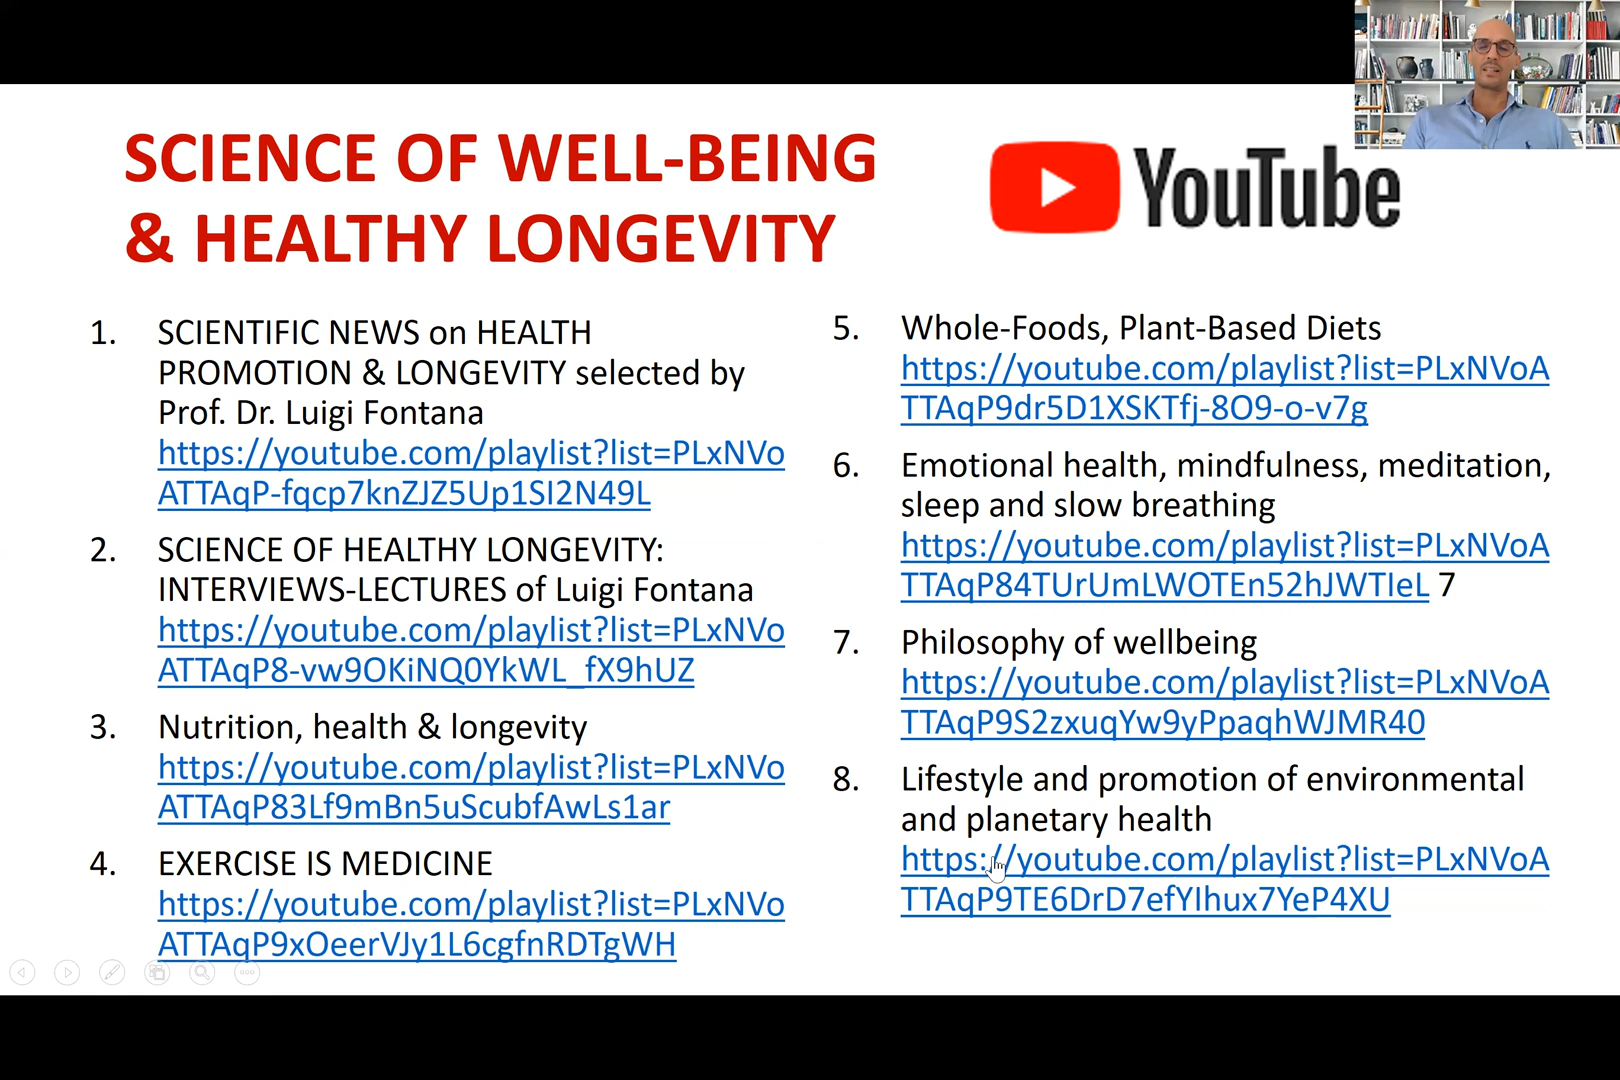 SCIENCE OF WELL-BEING
& HEALTHY LONGEVITY
YouTube
1. SCIENTIFIC NEWS on HEALTH
PROMOTION & LONGEVITY selected by
Prof. Dr. Luigi Fontana
https://youtube.com/playlist?list=PLxNVo
ATTAqP-fqcp7knZJZ5Up1SI2N49L
2. SCIENCE OF HEALTHY LONGEVITY:
INTERVIEWS-LECTURES of Luigi Fontana
https://youtube.com/playlist?list=PLxNVo
ATTAqP8-vw9OKiNQ0YkWL_fX9hUZ
3. Nutrition, health & longevity
https://youtube.com/playlist?list=PLxNVo
ATTAqP83Lf9mBn5uScubfAwLs1ar
4. EXERCISE IS MEDICINE
https://youtube.com/playlist?list=PLxNVo
ATTAqP9xOeerVJy1L6cgfnRDTgWH
5. Whole-Foods, Plant-Based Diets
https://youtube.com/playlist?list=PLxNVoA
TTAqP9dr5D1XSKTfj-8O9-o-v7g
6. Emotional health, mindfulness, meditation,
sleep and slow breathing
https://youtube.com/playlist?list=PLxNVoA
TTAqP84TUrUmLWOTEn52hJWTIeL 7
7. Philosophy of wellbeing
https://youtube.com/playlist?list=PLxNVoA
TTAqP9S2zxuqYw9yPpaqhWJMR40
8. Lifestyle and promotion of environmental
and planetary health
https://youtube.com/playlist?list=PLxNVoA
TTAqP9TE6DrD7efYIhux7YeP4XU